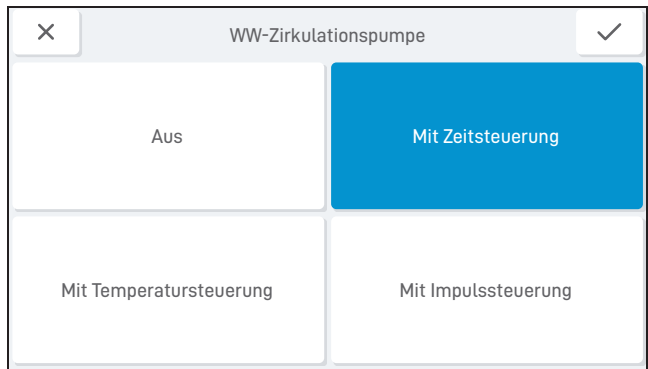 WW-Zirkulationspumpe
Aus
Mit Zeitsteuerung
Mit Temperatursteuerung
Mit Impulssteuerung